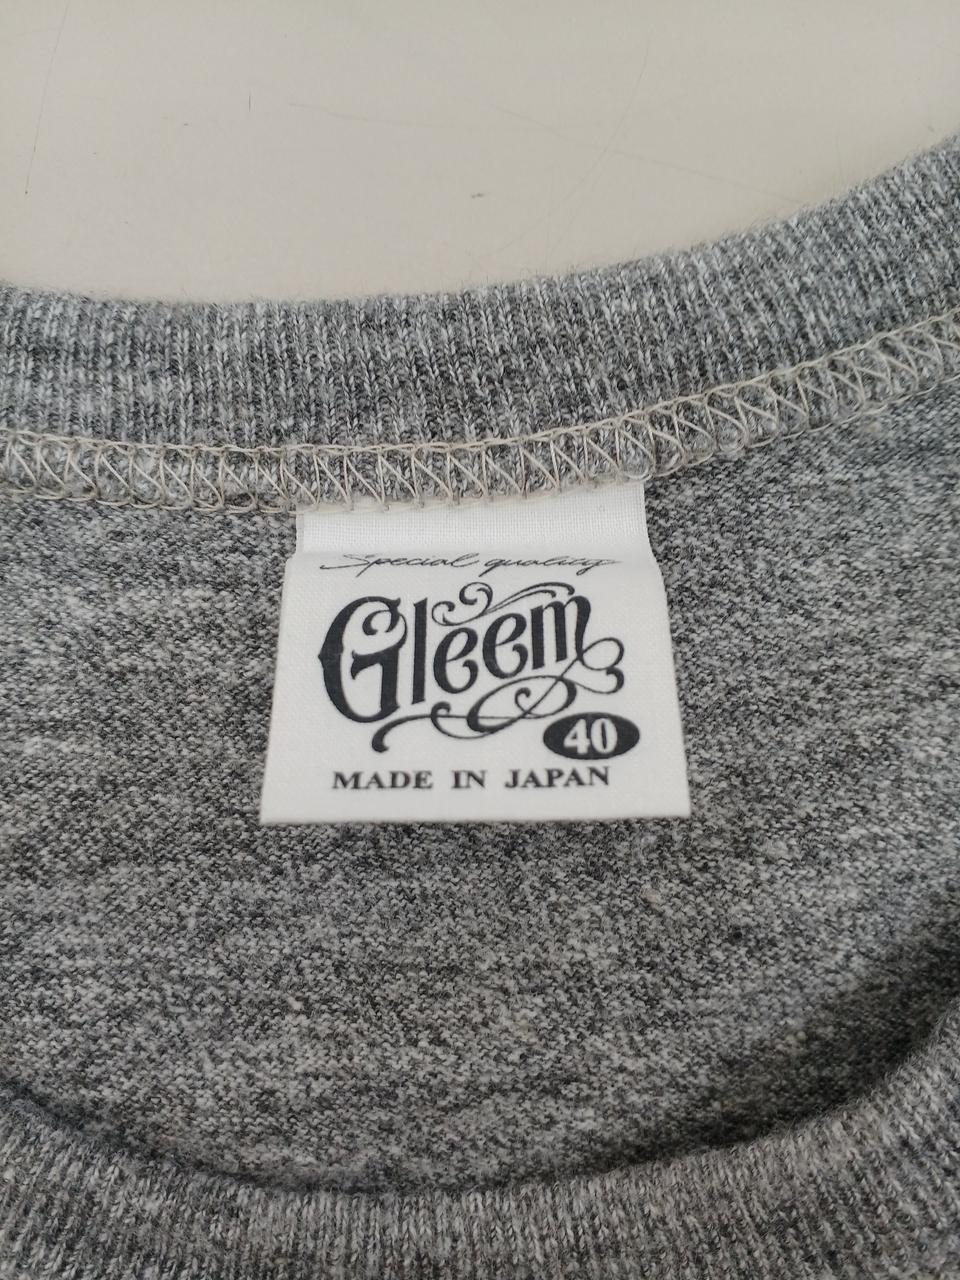 Special quality
Gleem
40
MADE IN JAPAN